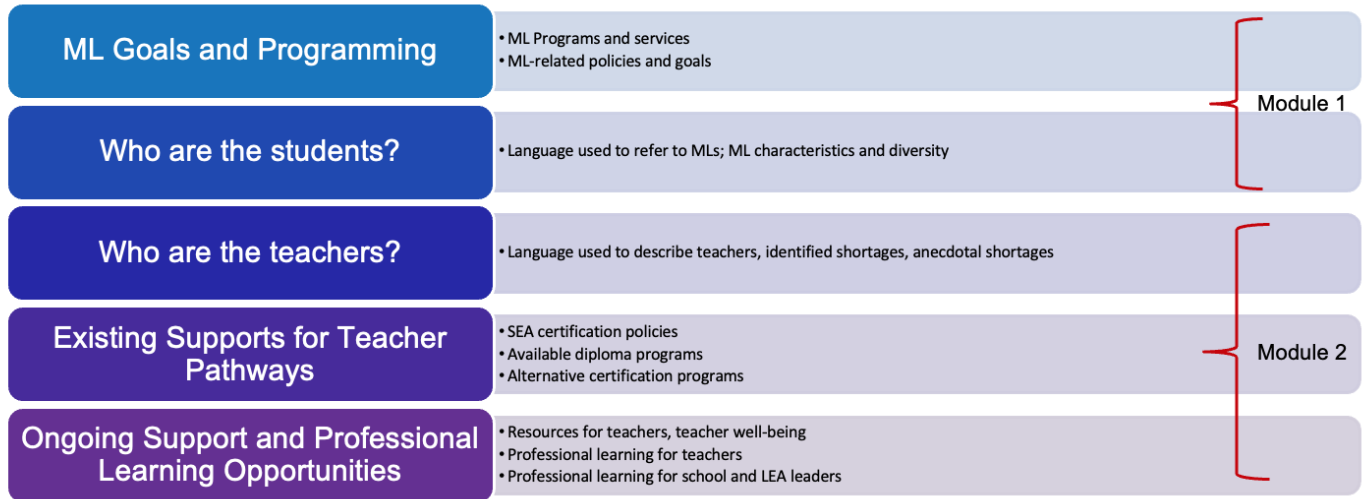 ML Goals and Programming
• ML Programs and services
• ML-related policies and goals
Module 1
Who are the students?
• Language used to refer to MLs; ML characteristics and diversity
Who are the teachers?
• Language used to describe teachers, identified shortages, anecdotal shortages
Existing Supports for Teacher
Pathways
• SEA certification policies
• Available diploma programs
• Alternative certification programs
Module 2
Ongoing Support and Professional
Learning Opportunities
• Resources for teachers, teacher well-being
• Professional learning for teachers
• Professional learning for school and LEA leaders